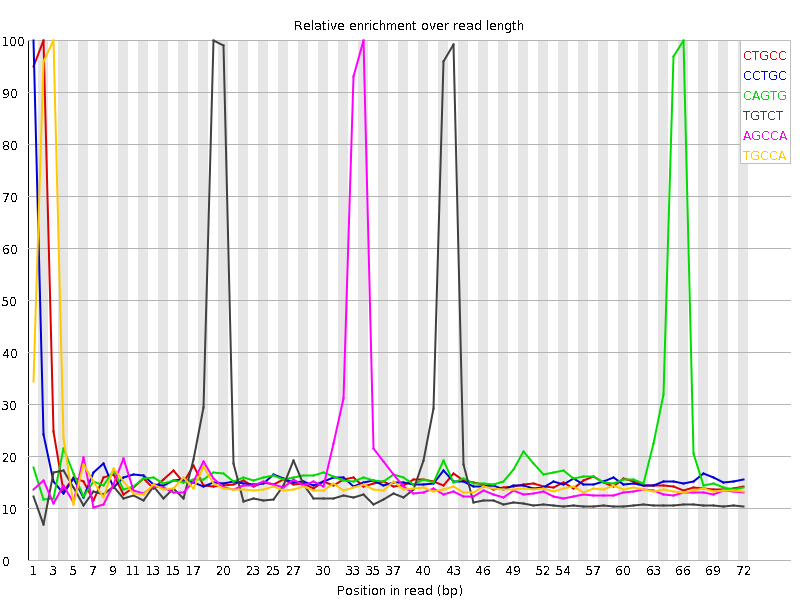 Relative enrichment over read length
100
90
80
70
60
50
40
30
20
10
0
CTGCC
CCTGC
CAGTG
TGTCT
AGCCA
TGCCA
1 3 5 7 9 11 13 15 17 20 23 25 27 30 33 35 37 40 43 46 49 52 54 57 60 63 66 69 72
Position in read (bp)